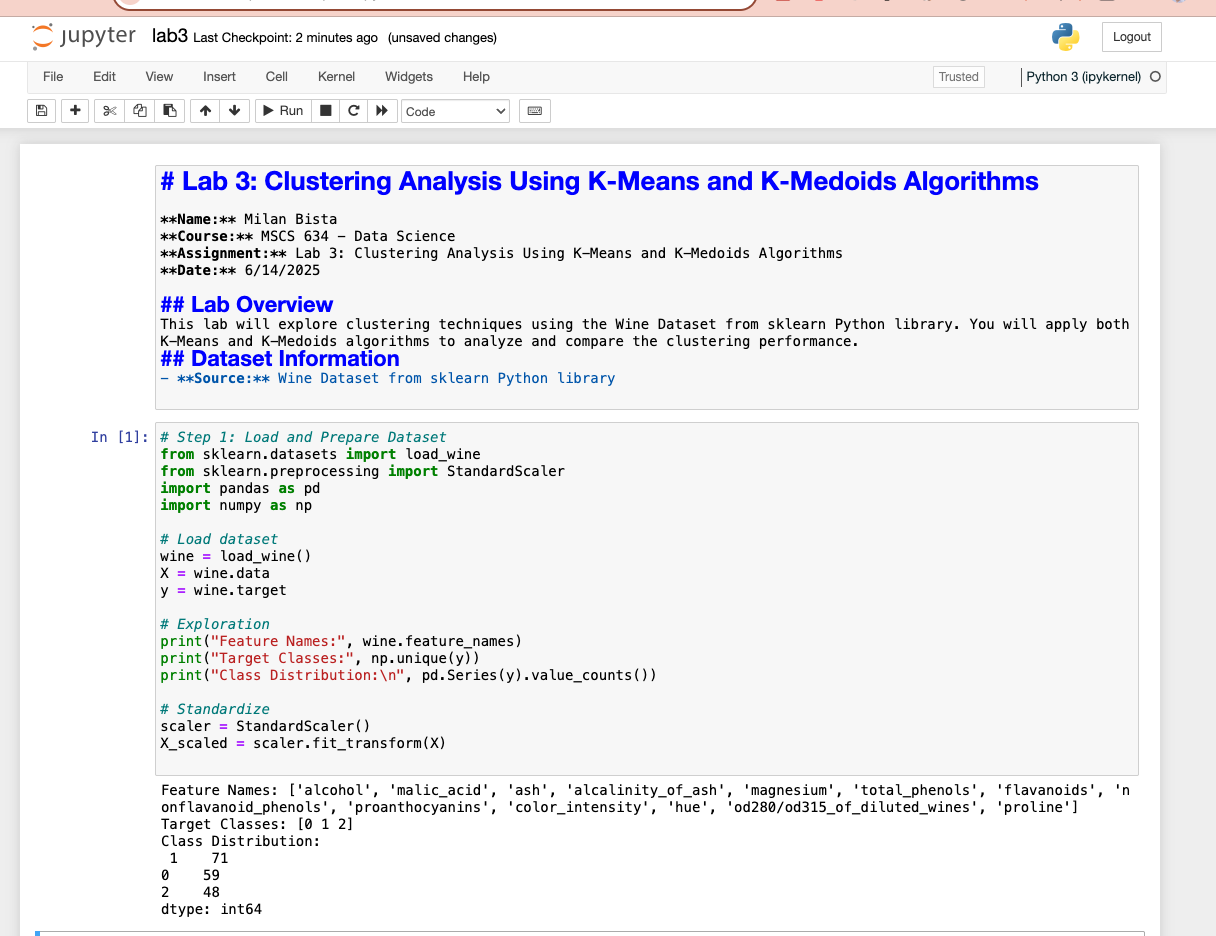 jupyter lab3 Last Checkpoint: 2 minutes ago (unsaved changes)
Logout
File Edit View Insert Cell Kernel Widgets Help
Trusted
Python 3 (ipykernel)
Run
Code
# Lab 3: Clustering Analysis Using K-Means and K-Medoids Algorithms
**Name:** Milan Bista
**Course:** MSCS 634 – Data Science
**Assignment:** Lab 3: Clustering Analysis Using K-Means and K-Medoids Algorithms
**Date:** 6/14/2025
## Lab Overview
This lab will explore clustering techniques using the Wine Dataset from sklearn Python library. You will apply both
K-Means and K-Medoids algorithms to analyze and compare the clustering performance.
## Dataset Information
- **Source:** Wine Dataset from sklearn Python library
In [1]:
# Step 1: Load and Prepare Dataset
from sklearn.datasets import load_wine
from sklearn.preprocessing import StandardScaler
import pandas as pd
import numpy as np
# Load dataset
wine = load_wine()
X = wine.data
y = wine.target
# Exploration
print("Feature Names:", wine.feature_names)
print("Target Classes:", np.unique(y))
print("Class Distribution:\n", pd.Series(y).value_counts())
# Standardize
scaler = StandardScaler()
X_scaled = scaler.fit_transform(X)
Feature Names: ['alcohol', 'malic_acid', 'ash', 'alcalinity_of_ash', 'magnesium', 'total_phenols', 'flavanoids', 'n
onflavanoid_phenols', 'proanthocyanins', 'color_intensity', 'hue', 'od280/od315_of_diluted_wines', 'proline']
Target Classes: [0 1 2]
Class Distribution:
1    71
0    59
2    48
dtype: int64